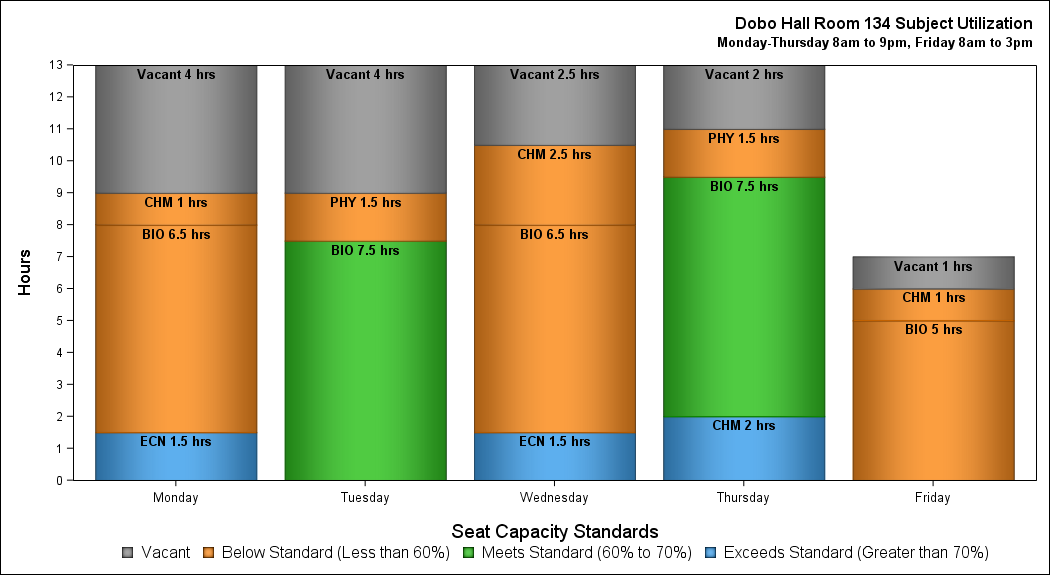 Dobo Hall Room 134 Subject Utilization
Monday-Thursday 8am to 9pm, Friday 8am to 3pm
Hours
13
12
11
10
9
8
7
6
5
4
3
2
1
0
Vacant 4 hrs
CHM 1 hrs
BIO 6.5 hrs
ECN 1.5 hrs
Vacant 4 hrs
PHY 1.5 hrs
BIO 7.5 hrs
Vacant 2.5 hrs
CHM 2.5 hrs
BIO 6.5 hrs
ECN 1.5 hrs
Vacant 2 hrs
PHY 1.5 hrs
BIO 7.5 hrs
CHM 2 hrs
Vacant 1 hrs
CHM 1 hrs
BIO 5 hrs
Monday Tuesday Wednesday Thursday Friday
Seat Capacity Standards
Vacant Below Standard (Less than 60%) Meets Standard (60% to 70%) Exceeds Standard (Greater than 70%)